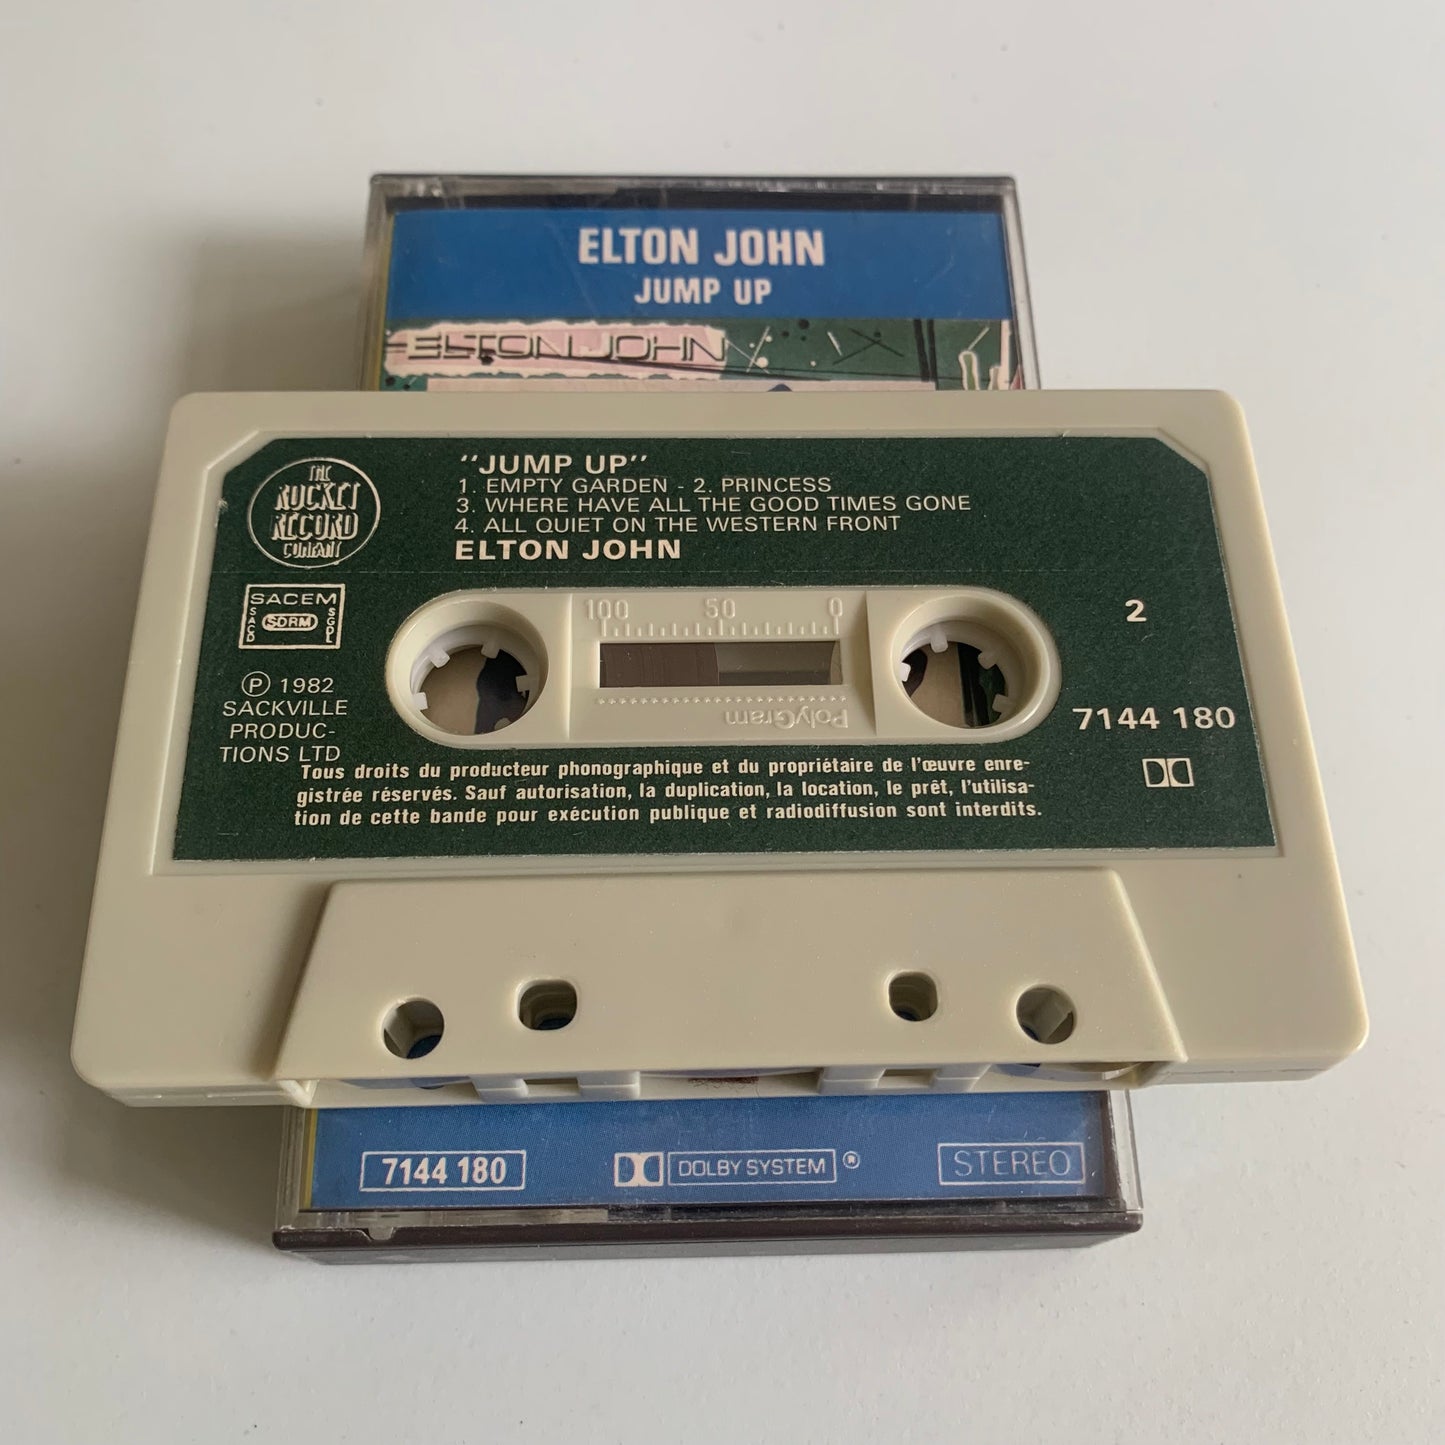 ELTON JOHN
JUMP UP
ELTON JOHN
THE
ROCKET
RECORD
COMPANY
"JUMP UP"
1. EMPTY GARDEN - 2. PRINCESS
3. WHERE HAVE ALL THE GOOD TIMES GONE
4. ALL QUIET ON THE WESTERN FRONT
ELTON JOHN
SACEM
SACD
SDRM
SGDL
100 50 0
2
Ⓟ 1982
SACKVILLE
PRODUC-
TIONS LTD
PolyGram
7144 180
Tous droits du producteur phonographique et du propriétaire de l'œuvre enre-
gistrée réservés. Sauf autorisation, la duplication, la location, le prêt, l'utilisa-
tion de cette bande pour exécution publique et radiodiffusion sont interdits.
7144 180
DOLBY SYSTEM ®
STEREO